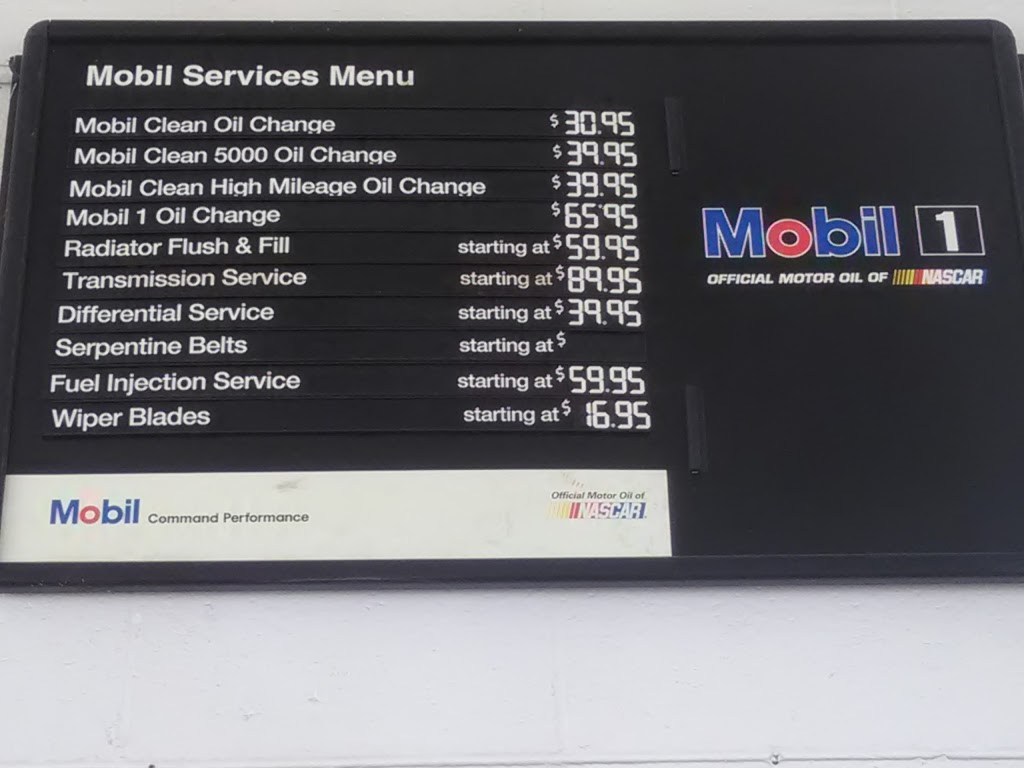 Mobil Services Menu
Mobil Clean Oil Change $ 30.95
Mobil Clean 5000 Oil Change $ 39.95
Mobil Clean High Mileage Oil Change $ 39.95
Mobil 1 Oil Change $ 65.95
Radiator Flush & Fill starting at $ 59.95
Transmission Service starting at $ 89.95
Differential Service starting at $ 39.95
Serpentine Belts starting at $
Fuel Injection Service starting at $ 59.95
Wiper Blades starting at $ 16.95
Mobil 1
OFFICIAL MOTOR OIL OF NASCAR
Mobil Command Performance
Official Motor Oil of
NASCAR